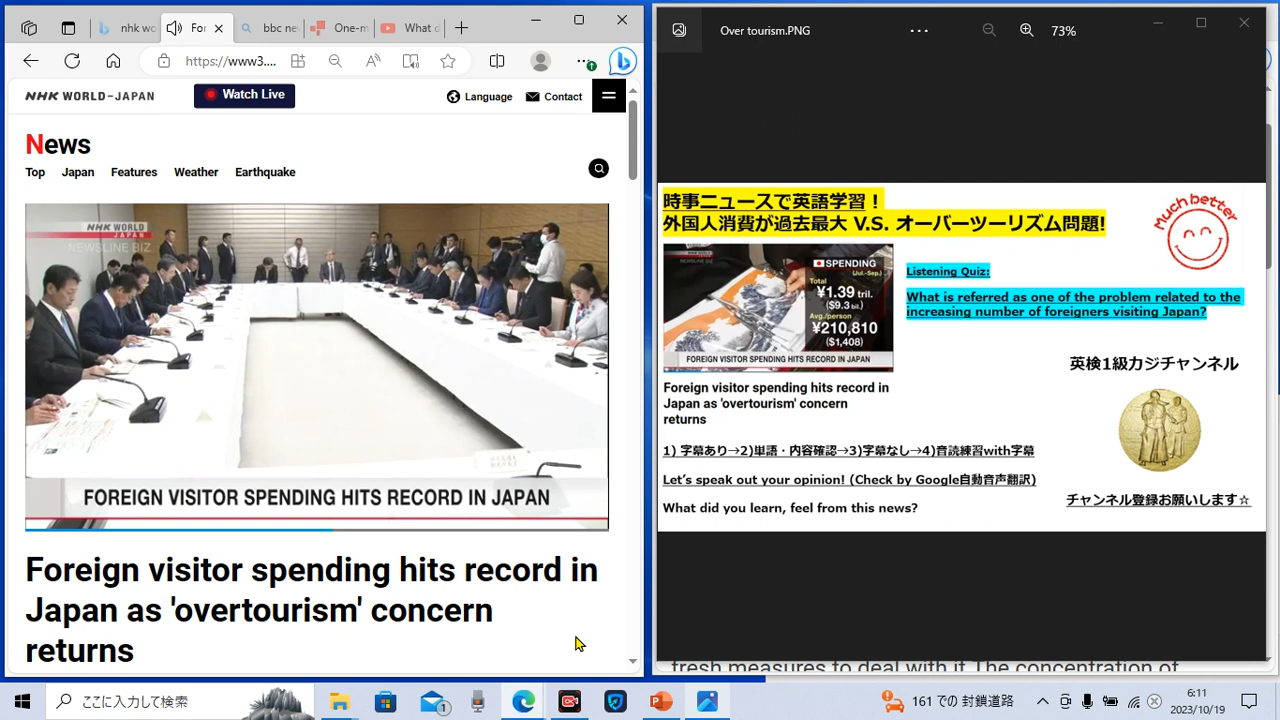 nhk wo
For
bbc ne
One-m
What d
https://www3....
NHK WORLD-JAPAN
Watch Live
Language
Contact
News
Top
Japan
Features
Weather
Earthquake
NHK WORLD
JAPAN
NEWSLINE BIZ
FOREIGN VISITOR SPENDING HITS RECORD IN JAPAN
Foreign visitor spending hits record in
Japan as 'overtourism' concern
returns
Over tourism.PNG
73%
時事ニュースで英語学習！
外国人消費が過去最大 V.S. オーバーツーリズム問題!
Much better
SPENDING
(Jul.-Sep.)
Total
¥1.39 tril.
($9.3 bil.)
Avg./person
¥210,810
($1,408)
FOREIGN VISITOR SPENDING HITS RECORD IN JAPAN
Foreign visitor spending hits record in
Japan as 'overtourism' concern
returns
Listening Quiz:
What is referred as one of the problem related to the
increasing number of foreigners visiting Japan?
英検1級カジチャンネル
1) 字幕あり→2)単語・内容確認→3)字幕なし→4)音読練習with字幕
Let's speak out your opinion! (Check by Google自動音声翻訳)
What did you learn, feel from this news?
チャンネル登録お願いします☆
fresh measures to deal with it. The concentration of
ここに入力して検索
1
161 での 封鎖道路
6:11
2023/10/19